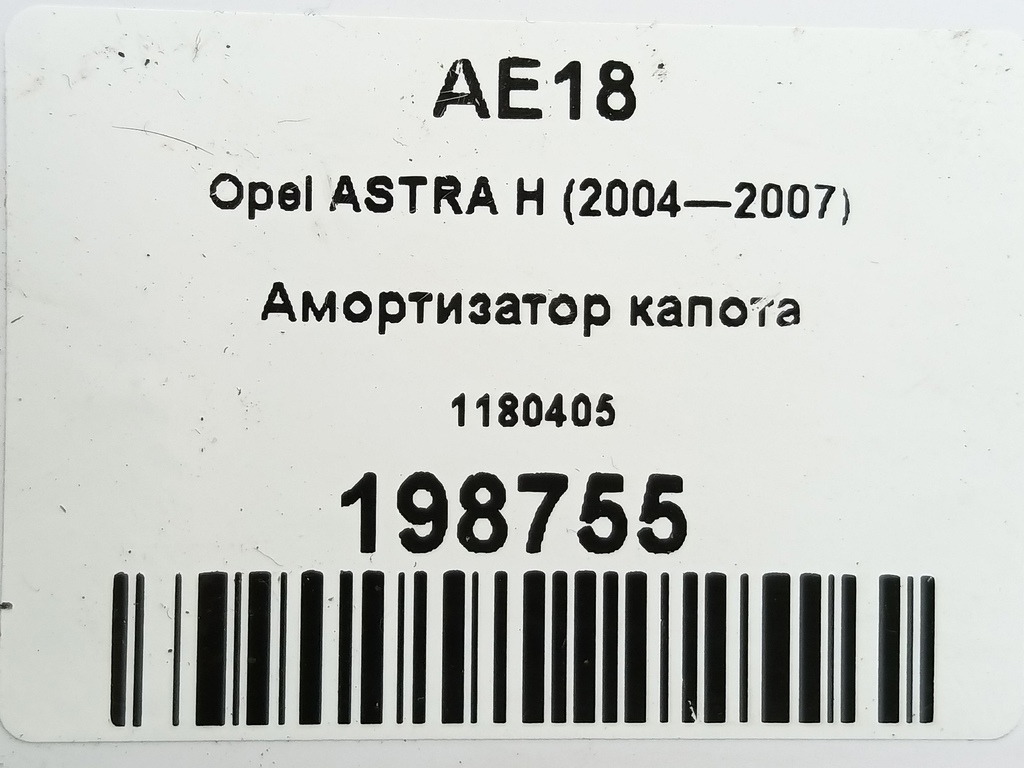 AE18
Opel ASTRA H (2004—2007)
Амортизатор капота
1180405
198755